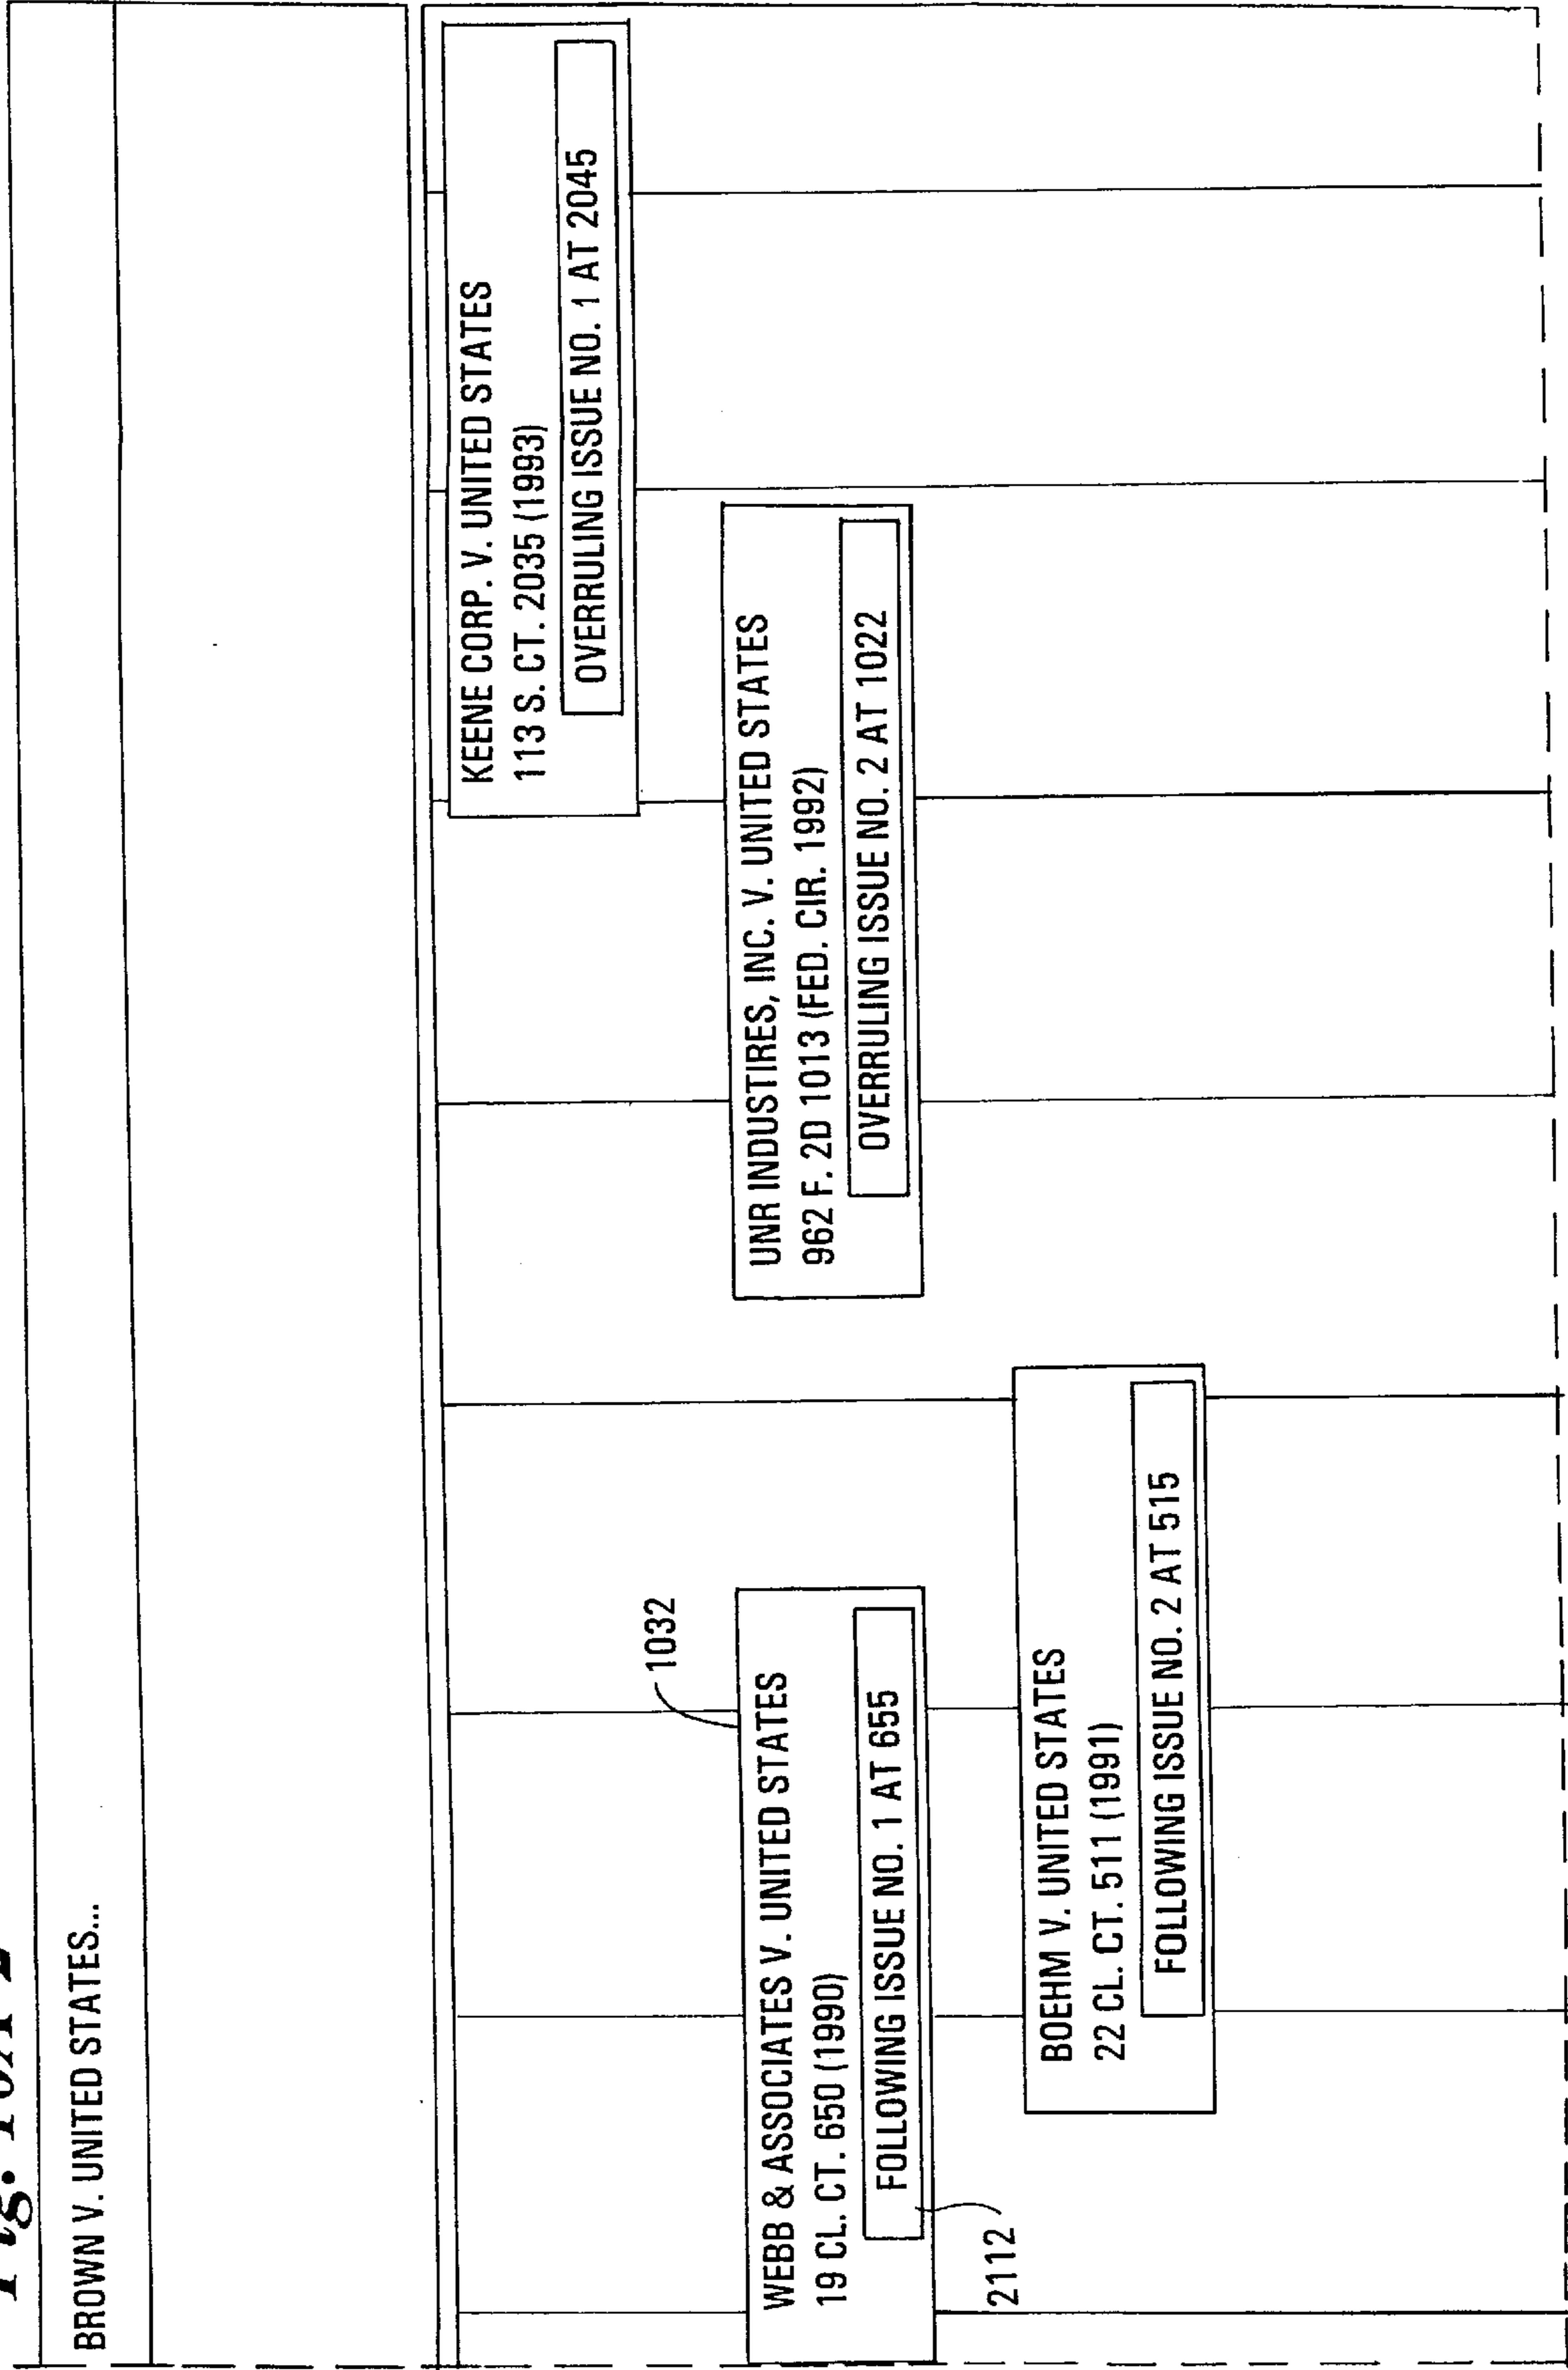 BROWN V. UNITED STATES...
KEENE CORP. V. UNITED STATES
113 S. CT. 2035 (1993)
OVERRULING ISSUE NO. 1 AT 2045
UNR INDUSTIRES, INC. V. UNITED STATES
962 F. 2D 1013 (FED. CIR. 1992)
OVERRULING ISSUE NO. 2 AT 1022
1032
WEBB & ASSOCIATES V. UNITED STATES
19 CL. CT. 650 (1990)
FOLLOWING ISSUE NO. 1 AT 655
2112
BOEHM V. UNITED STATES
22 CL. CT. 511 (1991)
FOLLOWING ISSUE NO. 2 AT 515